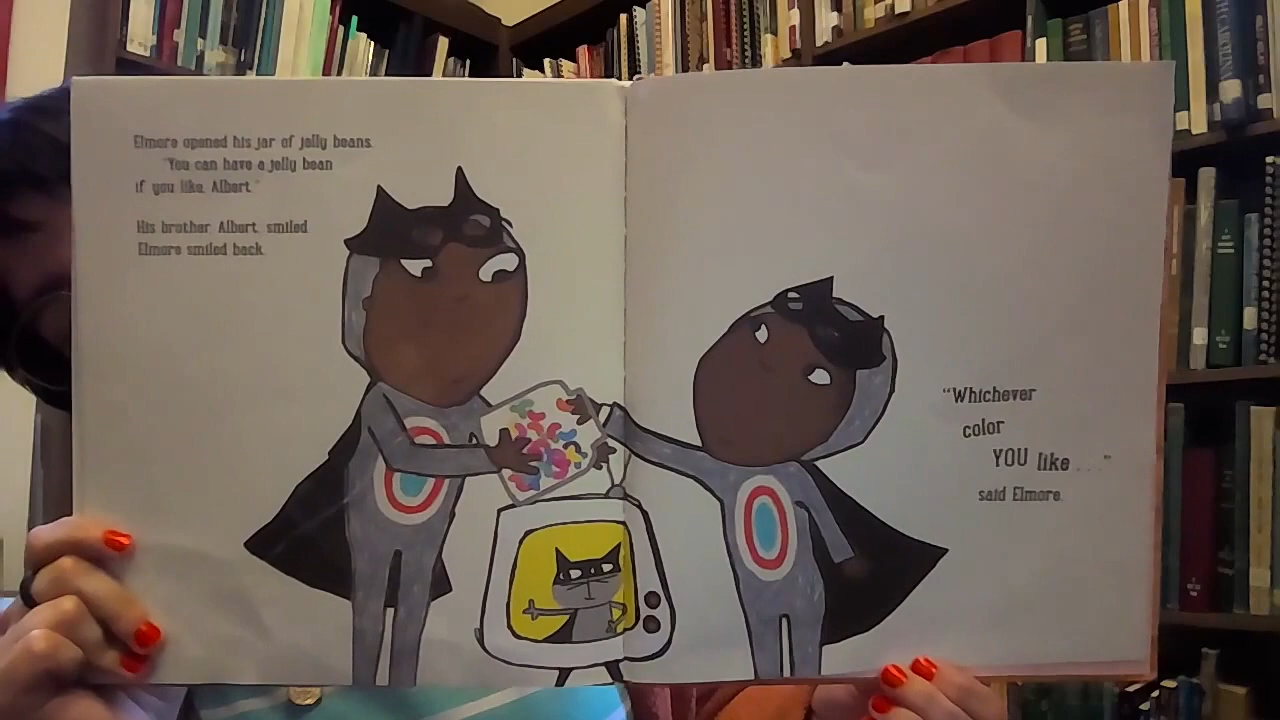 Elmore opened his jar of jelly beans.
"You can have a jelly bean
if you like, Albert."
His brother, Albert, smiled.
Elmore smiled back.
"Whichever
color
YOU like . . . ."
said Elmore.